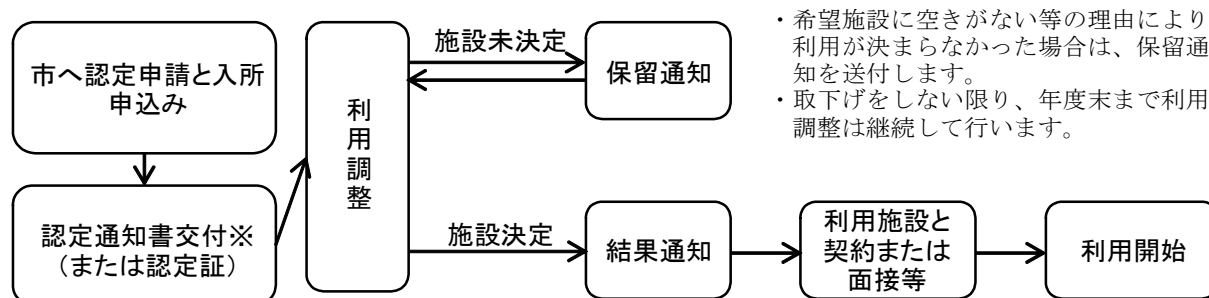 市へ認定申請と入所
申込み
認定通知書交付※
（または認定証）
利用調整
施設未決定
保留通知
・希望施設に空きがない等の理由により
利用が決まらなかった場合は、保留通
知を送付します。
・取下げをしない限り、年度末まで利用
調整は継続して行います。
施設決定
結果通知
利用施設と
契約または
面接等
利用開始